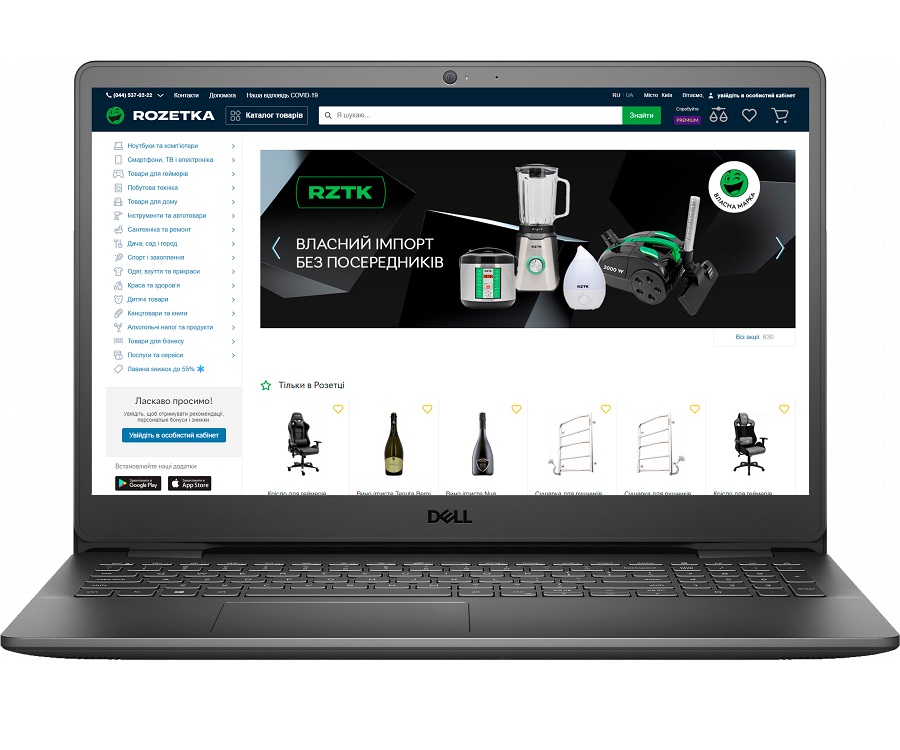 (044) 537-02-22
Контакти
Допомога
Наша відповідь COVID-19
RU
UA
Місто Київ
Вітаємо, увійдіть в особистий кабінет
ROZETKA
Каталог товарів
Я шукаю...
Знайти
Спробуйте
PREMIUM
Ноутбуки та комп'ютери
Смартфони, ТВ і електроніка
Товари для геймерів
Побутова техніка
Товари для дому
Інструменти та автотовари
Сантехніка та ремонт
Дача, сад і город
Спорт і захоплення
Одяг, взуття та прикраси
Краса та здоров'я
Дитячі товари
Канцтовари та книги
Алкогольні напої та продукти
Товари для бізнесу
Послуги та сервіси
Лавина знижок до 55%
RZTK
ВЛАСНИЙ ІМПОРТ
БЕЗ ПОСЕРЕДНИКІВ
RZTK
RZTK
RZTK
2000 W
ВЛАСНА МАРКА
Всі акції 630
Ласкаво просимо!
Увійдіть, щоб отримувати рекомендації,
персональні бонуси і знижки.
Увійдіть в особистий кабінет
Встановлюйте наші додатки
Завантажити в
Google Play
Завантажити в
App Store
Тільки в Розетці
Крісло для геймерів
Вино ігристе Tenuta Berni
Вино ігристе Nua
Сушарка для рушників
Сушарка для рушників
Крісло для геймерів
DELL